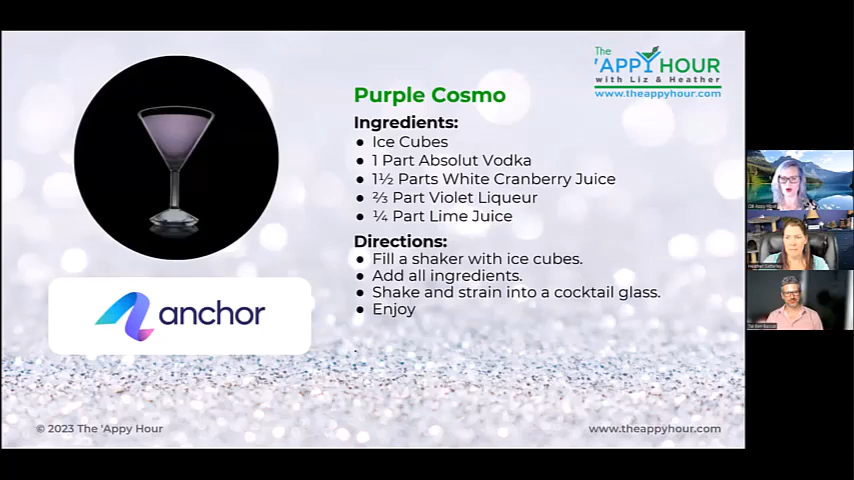 The
'APPY HOUR
with Liz & Heather
www.theappyhour.com
Purple Cosmo
Ingredients:
● Ice Cubes
● 1 Part Absolut Vodka
● 1½ Parts White Cranberry Juice
● ⅔ Part Violet Liqueur
● ¼ Part Lime Juice
Directions:
● Fill a shaker with ice cubes.
● Add all ingredients.
● Shake and strain into a cocktail glass.
● Enjoy
anchor
© 2023 The 'Appy Hour
www.theappyhour.com